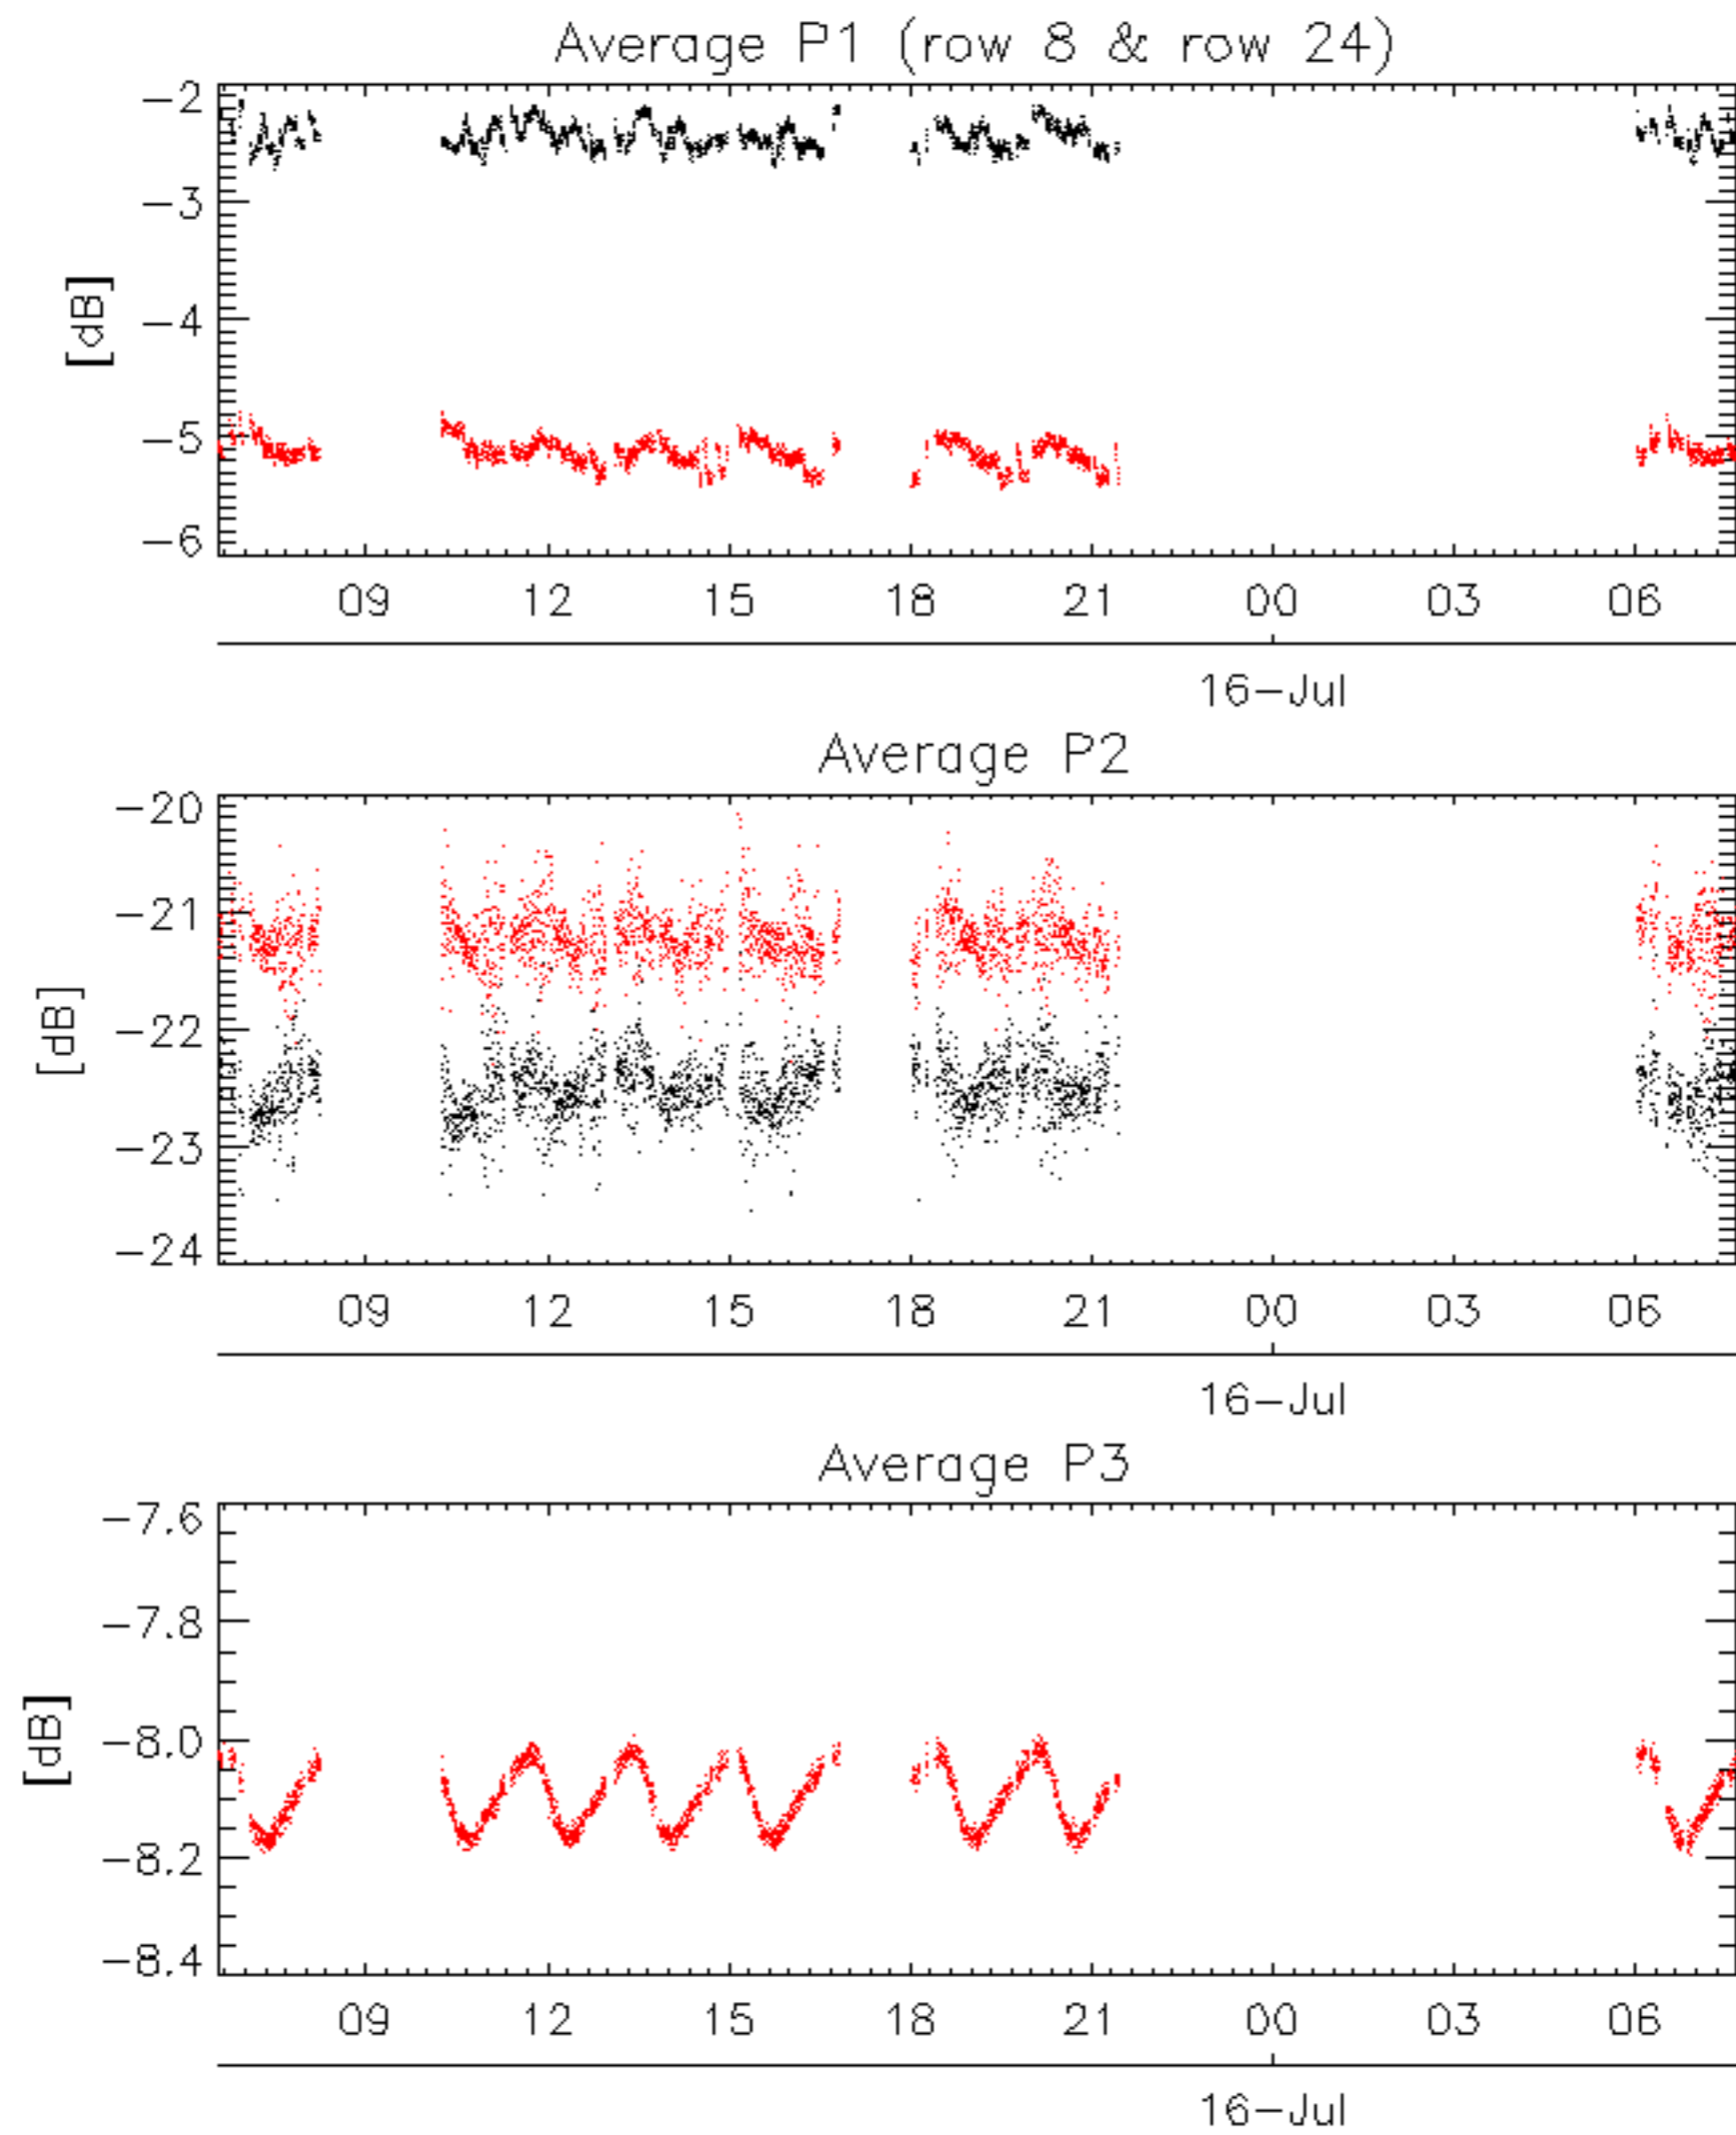 Average P1 (row 8 & row 24)
-2
-3
-4
-5
-6
[dB]
09 12 15 18 21 00 03 06
16-Jul
Average P2
-20
-21
-22
-23
-24
[dB]
09 12 15 18 21 00 03 06
16-Jul
Average P3
-7.6
-7.8
-8.0
-8.2
-8.4
[dB]
09 12 15 18 21 00 03 06
16-Jul